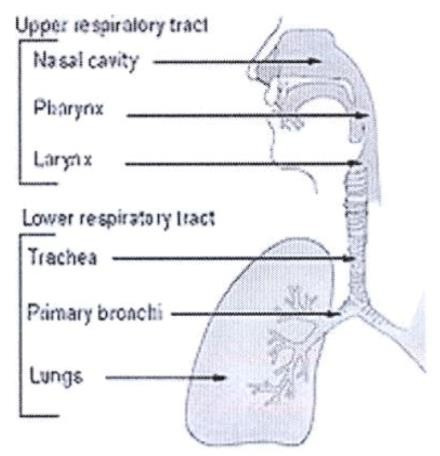 Upper respiratory tract
Nasal cavity
Pharynx
Larynx
Lower respiratory tract
Trachea
Primary bronchi
Lungs